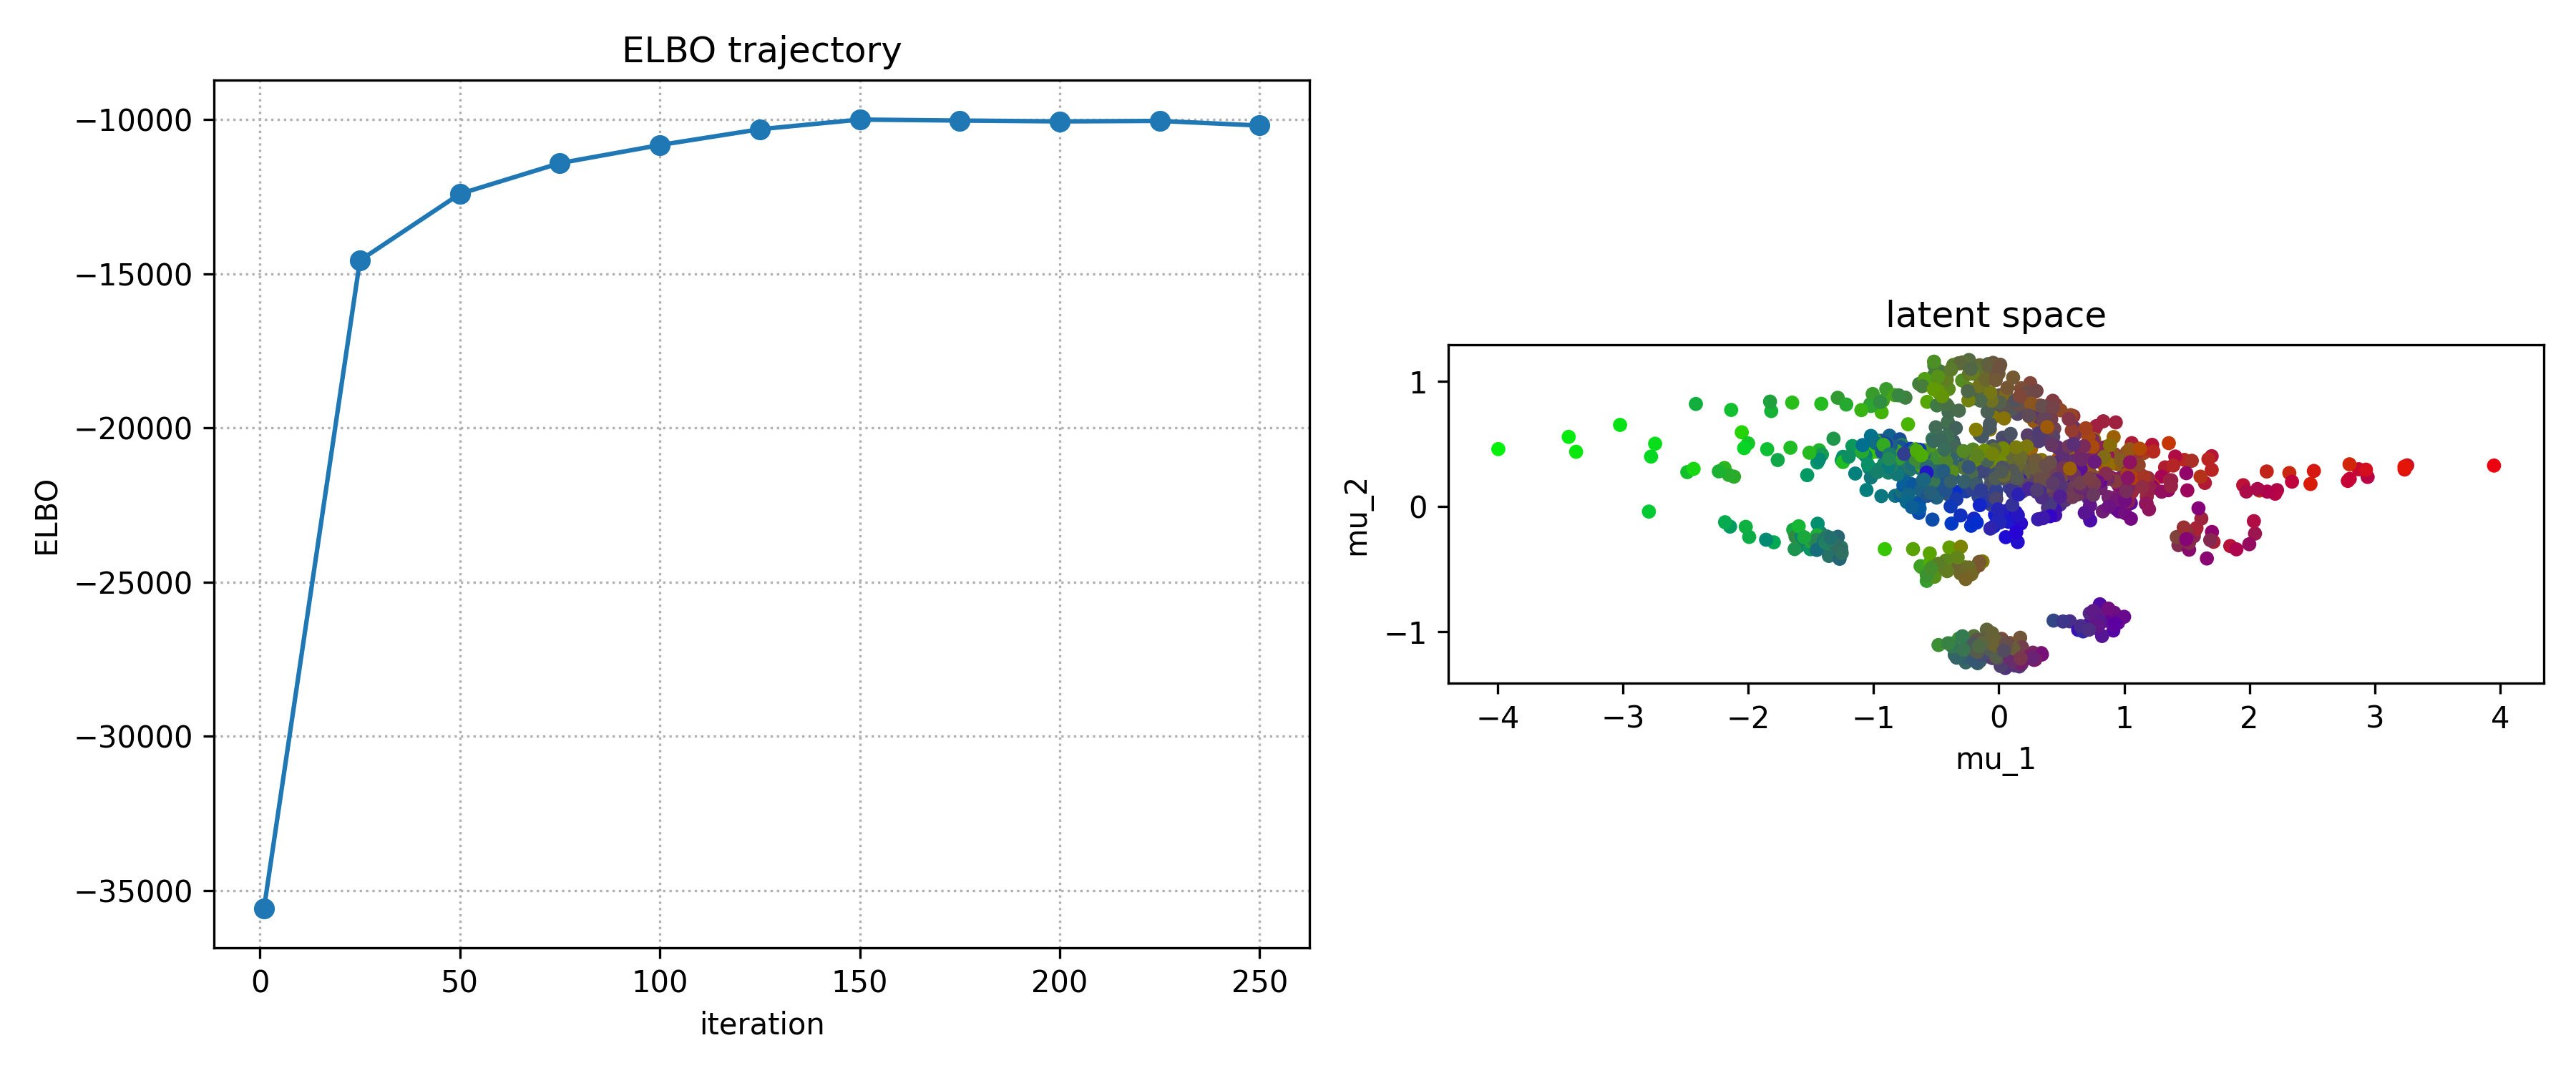 ELBO trajectory
ELBO
−10000
−15000
−20000
−25000
−30000
−35000
0 50 100 150 200 250
iteration
latent space
mu_2
1
0
−1
−4 −3 −2 −1 0 1 2 3 4
mu_1